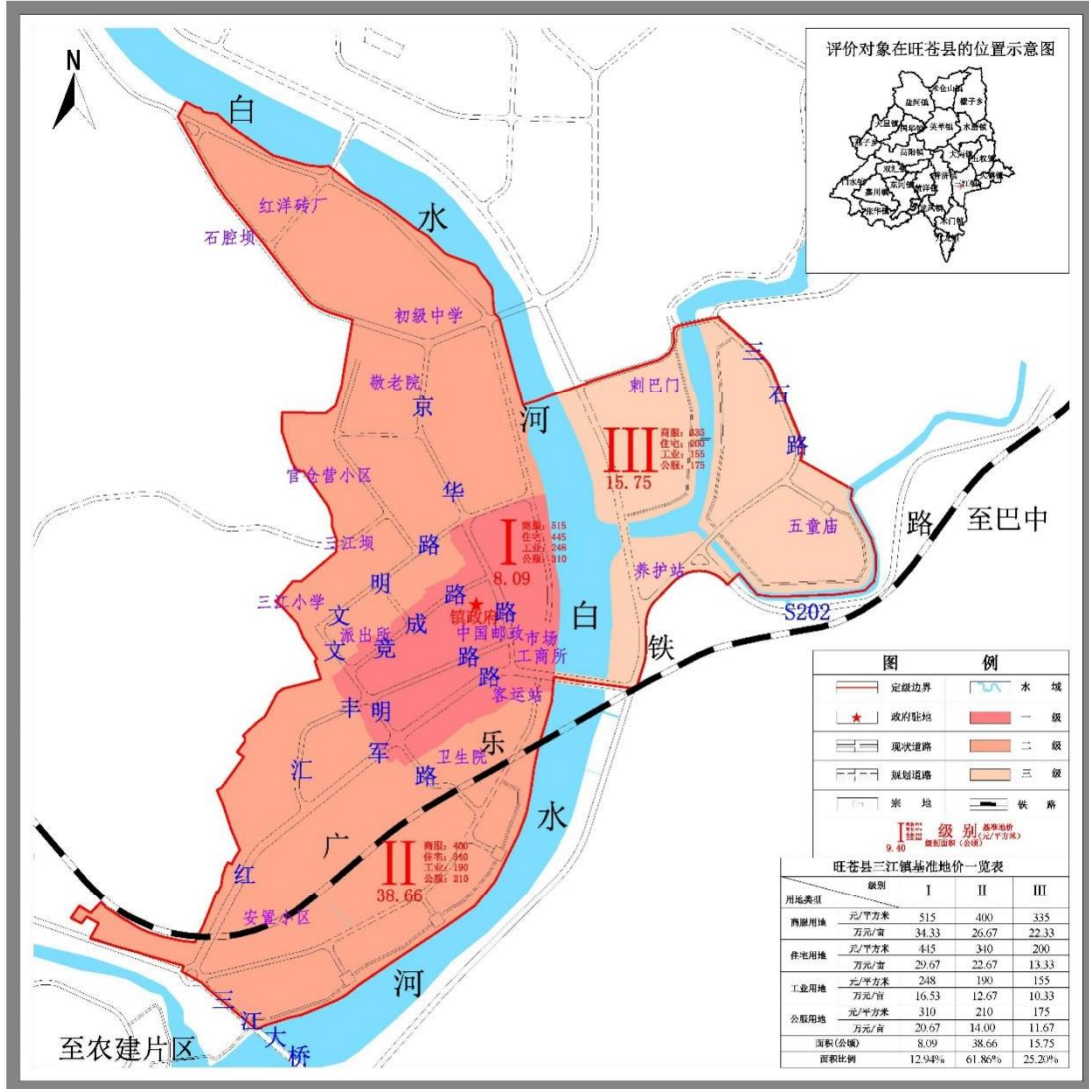 评价对象在旺苍县的位置示意图
N
白
水
河
白
水
河
红洋砖厂
石腔坝
初级中学
敬老院
京
华
路
官仓营小区
三江坝
三江小学
派出所
文
明
路
文
明
路
竟
成
路
镇政府
中国邮政
市场
工商所
客运站
卫生院
丰
汇
路
红
军
路
广
乐
铁
路
安置小区
三
江
大
桥
至农建片区
刺巴门
三
石
路
五童庙
养护站
S202
至巴中
I
商服：515
住宅：445
工业：248
公服：310
8.09
II
商服：400
住宅：340
工业：190
公服：210
38.66
III
商服：335
住宅：200
工业：155
公服：175
15.75
图 例
定级边界 水 域
政府驻地 一 级
现状道路 二 级
规划道路 三 级
宗 地 铁 路
I 级别 基准地价(元/平方米)
9.40 级别面积(公顷)
旺苍县三江镇基准地价一览表
级别 I II III
用地类型
商服用地 元/平方米 515 400 335
万元/亩 34.33 26.67 22.33
住宅用地 元/平方米 445 340 200
万元/亩 29.67 22.67 13.33
工业用地 元/平方米 248 190 155
万元/亩 16.53 12.67 10.33
公服用地 元/平方米 310 210 175
万元/亩 20.67 14.00 11.67
面积(公顷) 8.09 38.66 15.75
面积比例 12.94% 61.86% 25.20%